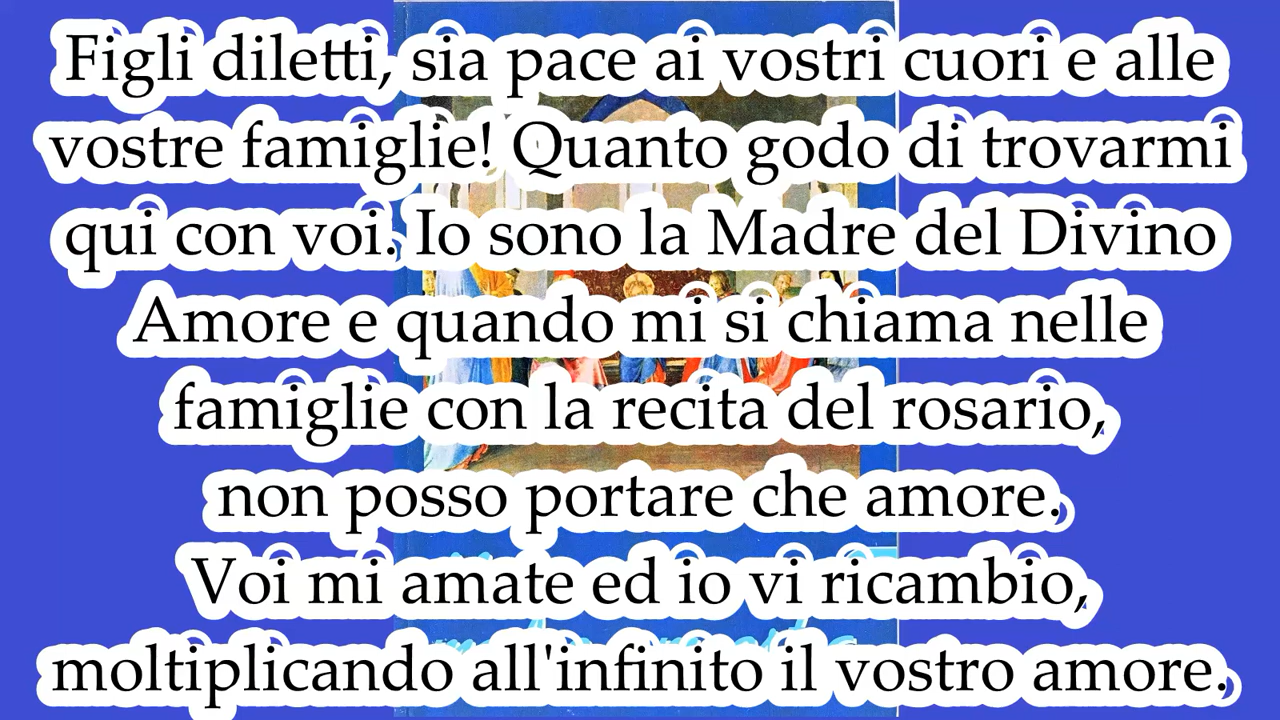 Figli diletti, sia pace ai vostri cuori e alle
vostre famiglie! Quanto godo di trovarmi
qui con voi. Io sono la Madre del Divino
Amore e quando mi si chiama nelle
famiglie con la recita del rosario,
non posso portare che amore.
Voi mi amate ed io vi ricambio,
moltiplicando all'infinito il vostro amore.